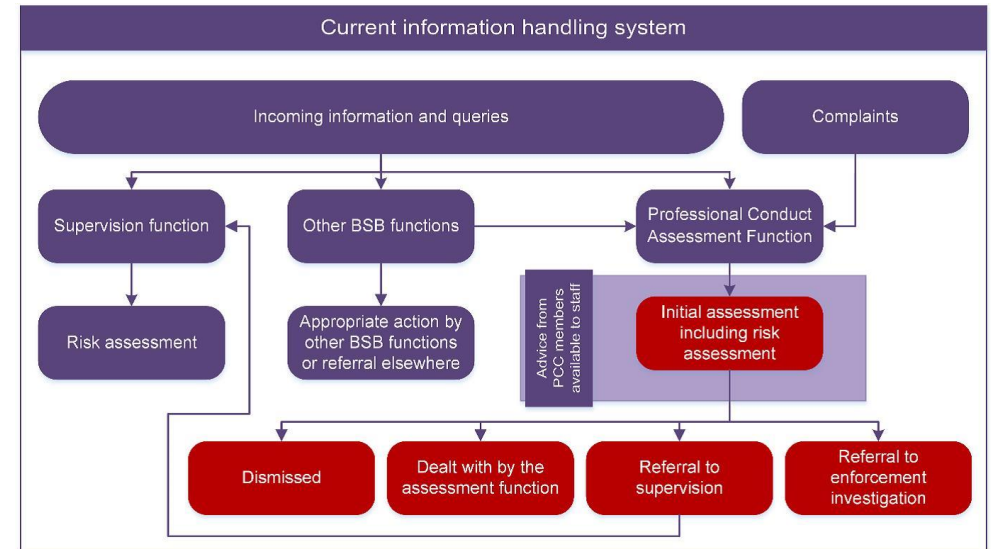 Current information handling system
Incoming information and queries
Complaints
Supervision function
Other BSB functions
Professional Conduct
Assessment Function
Risk assessment
Appropriate action by
other BSB functions
or referral elsewhere
Advice from
PCC members
available to staff
Initial assessment
including risk
assessment
Dismissed
Dealt with by the
assessment function
Referral to
supervision
Referral to
enforcement
investigation